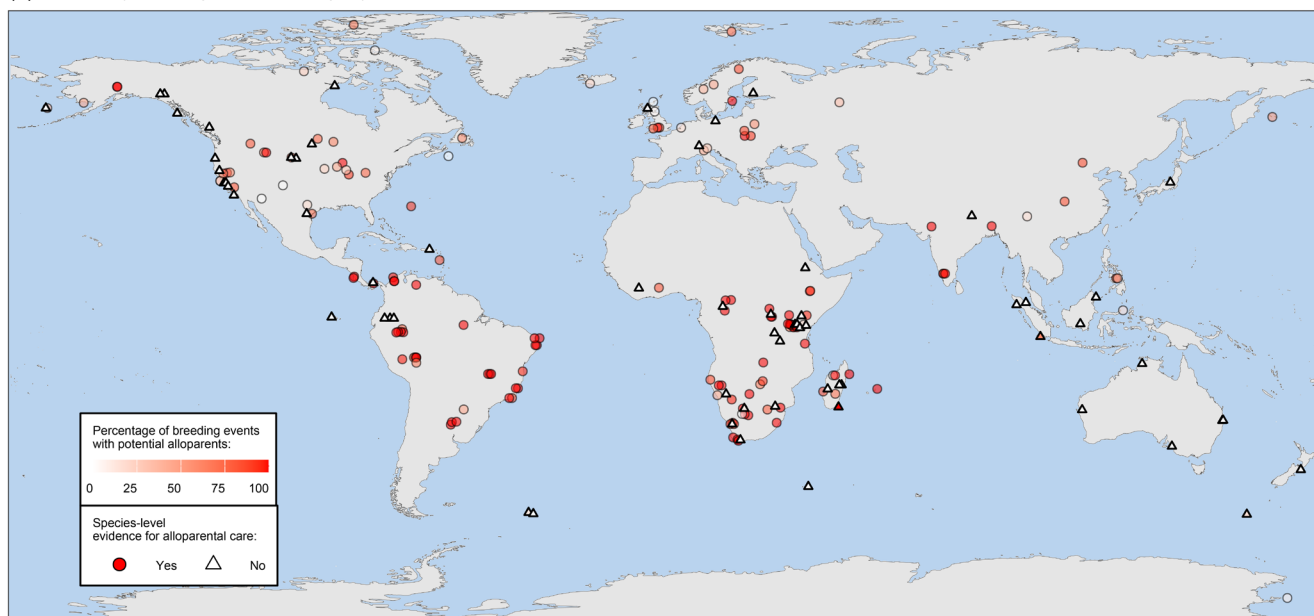 Percentage of breeding events
with potential alloparents:
0 25 50 75 100
Species-level
evidence for alloparental care:
Yes No